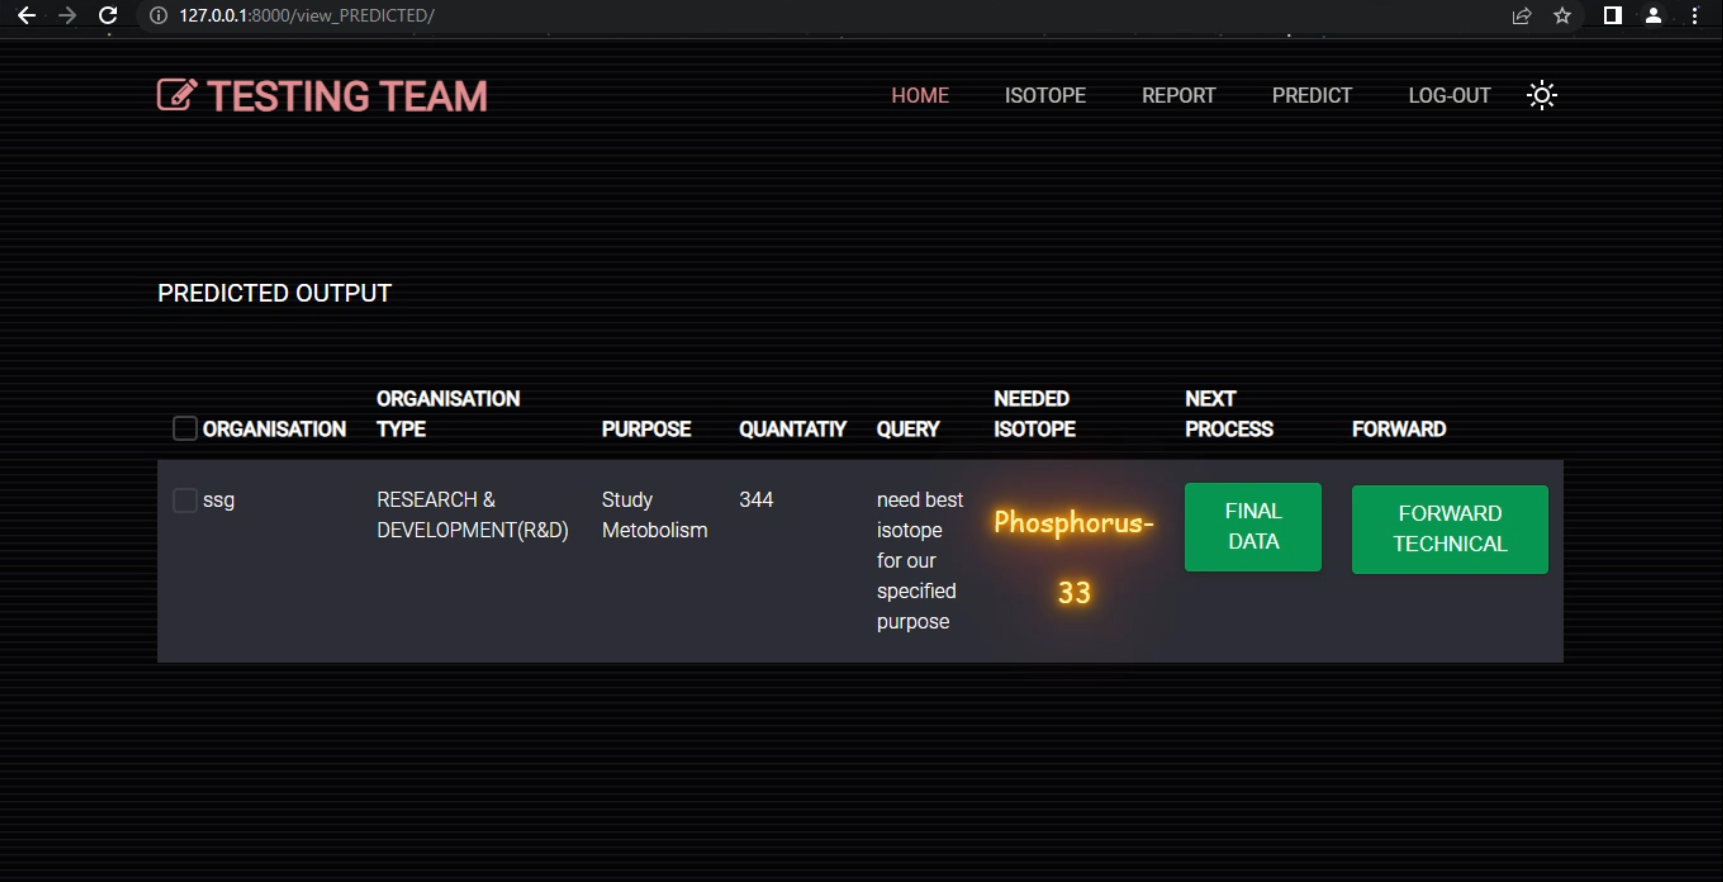 127.0.0.1:8000/view_PREDICTED/
TESTING TEAM
HOME ISOTOPE REPORT PREDICT LOG-OUT
PREDICTED OUTPUT
ORGANISATION
ORGANISATION TYPE
PURPOSE
QUANTATIY
QUERY
NEEDED ISOTOPE
NEXT PROCESS
FORWARD
ssg
RESEARCH &
DEVELOPMENT(R&D)
Study
Metobolism
344
need best
isotope
for our
specified
purpose
Phosphorus-
33
FINAL
DATA
FORWARD
TECHNICAL